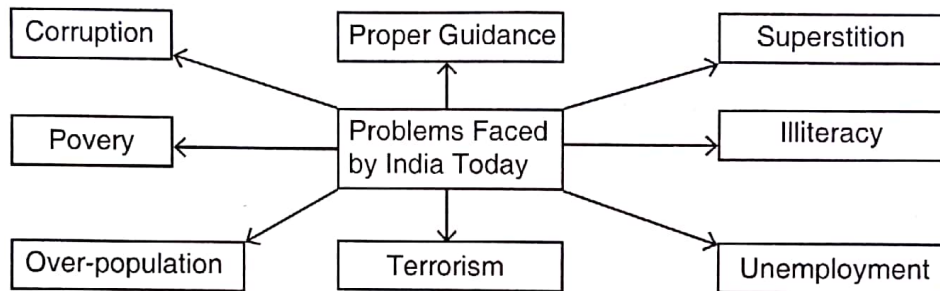 Corruption
Proper Guidance
Superstition
Povery
Problems Faced
by India Today
Illiteracy
Over-population
Terrorism
Unemployment